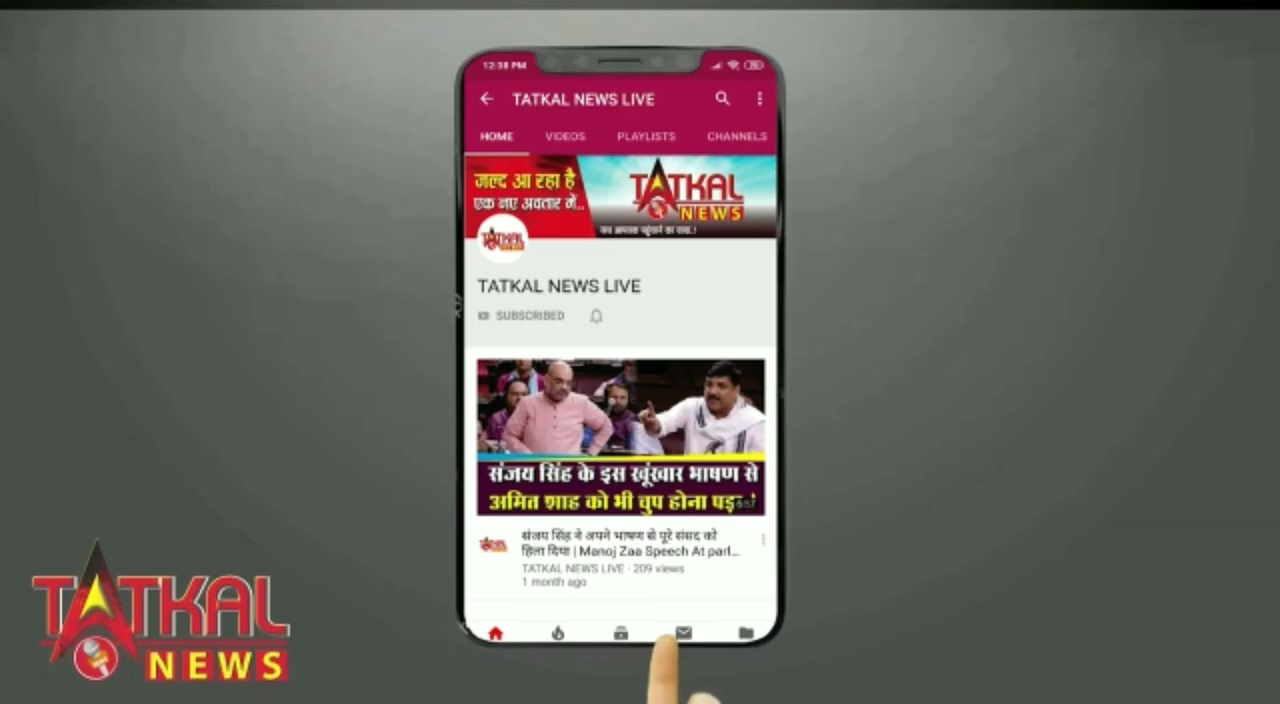 12:38 PM
TATKAL NEWS LIVE
HOME VIDEOS PLAYLISTS CHANNELS
जल्द आ रहा है
एक नए अवतार में..
TATKAL
NEWS
TATKAL NEWS LIVE
SUBSCRIBED
संजय सिंह के इस खूंखार भाषण से
अमित शाह को भी चुप होना पड़
संजय सिंह ने अपने भाषण से पूरे संसद को
हिला दिया | Manoj Zaa Speech At parl...
TATKAL NEWS LIVE · 209 views
1 month ago
TATKAL
NEWS